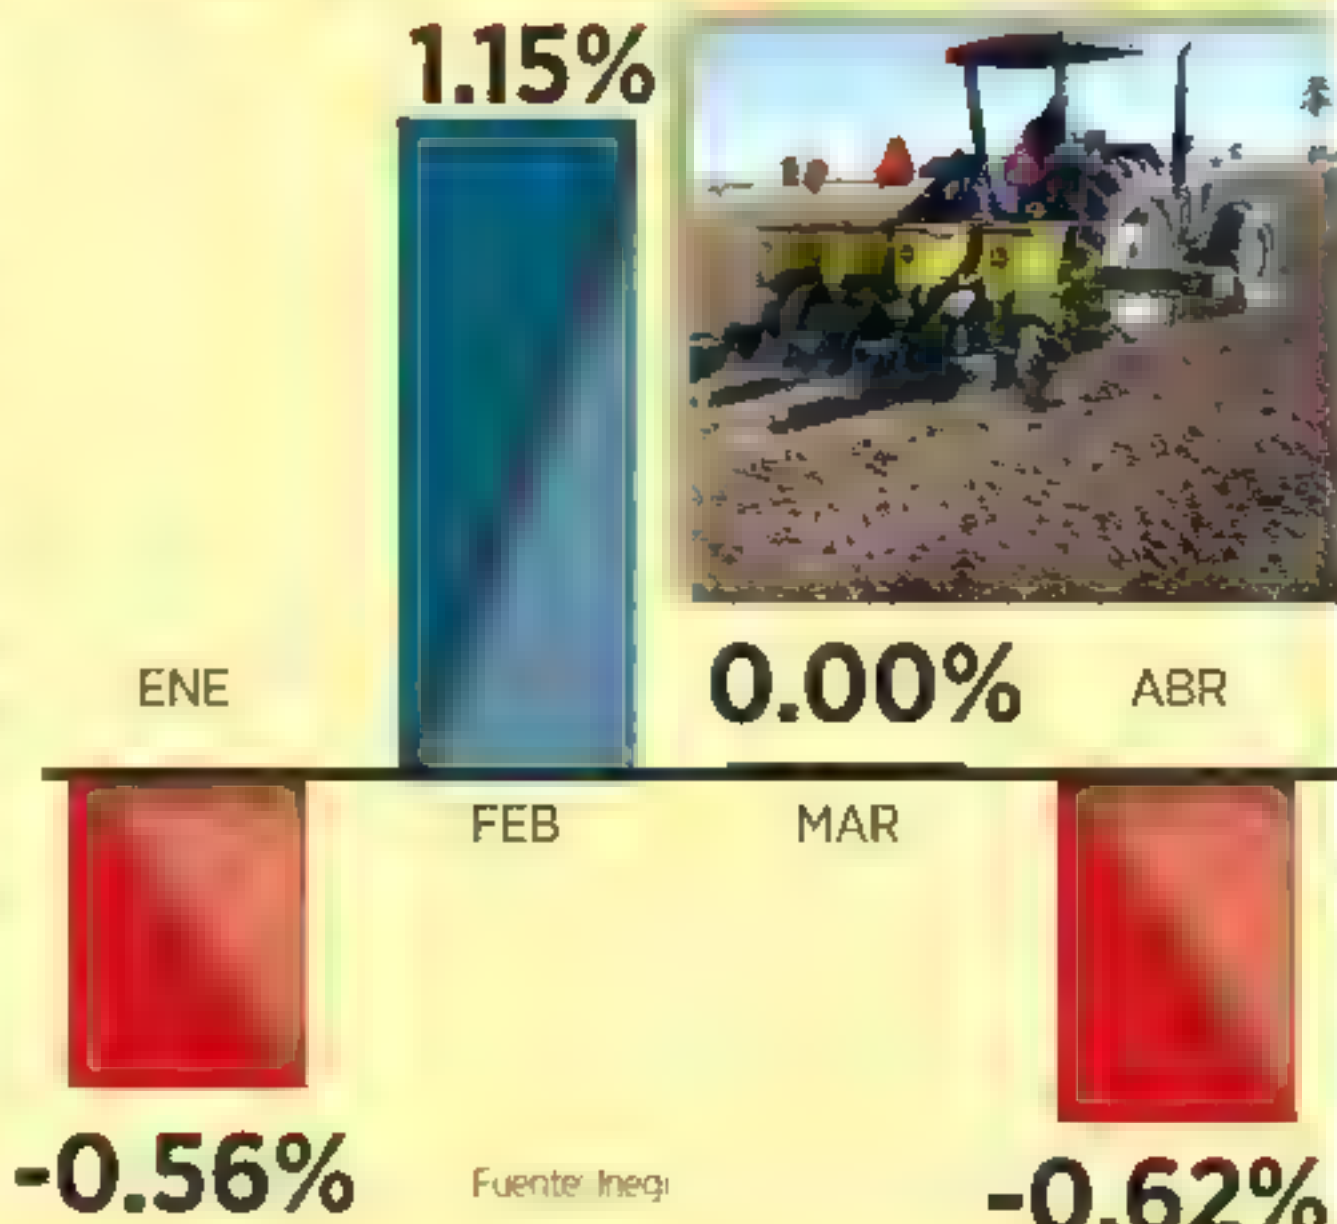 1.15%
0.00%
ENE
ABR
FEB
MAR
-0.56%
-0.62%
Fuente: Inegi